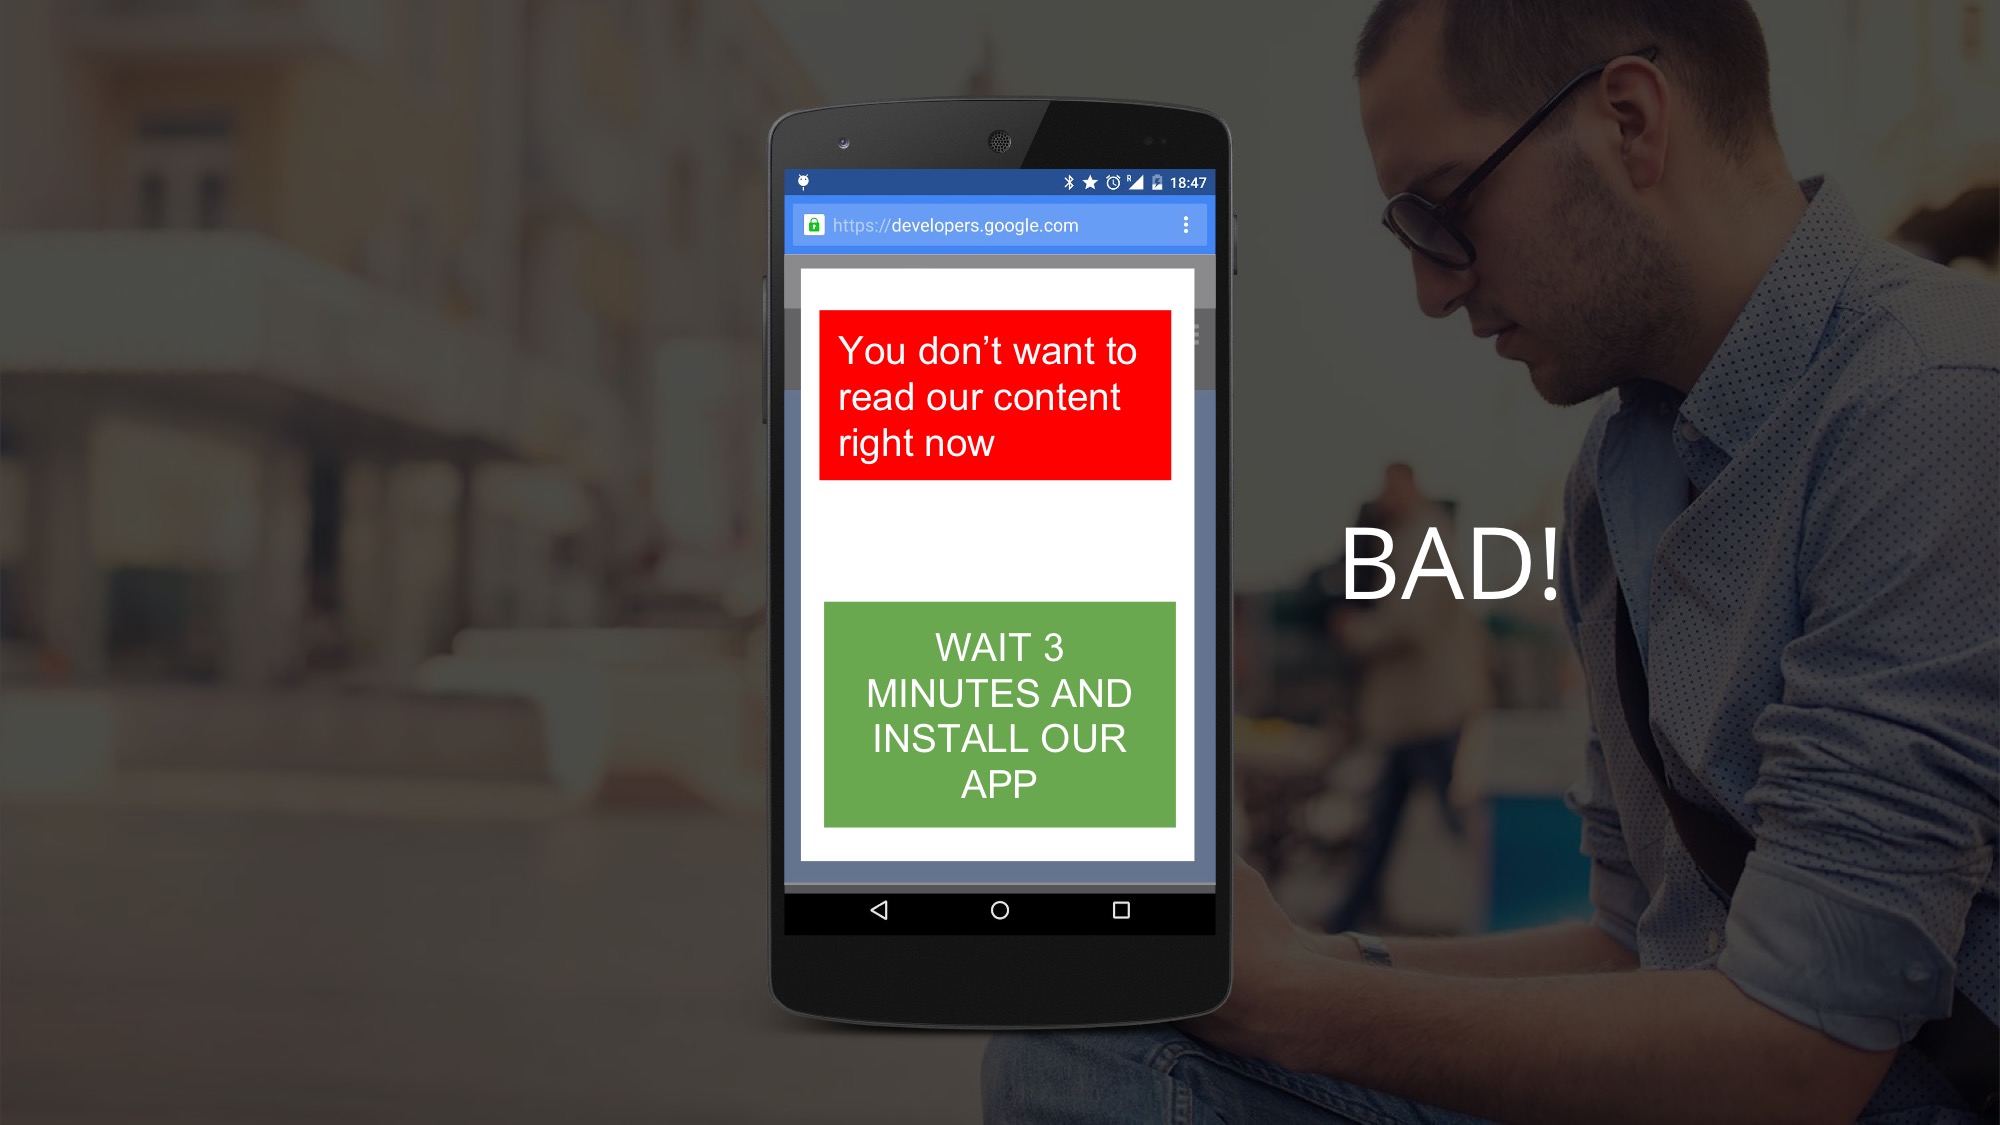 R
18:47
https://developers.google.com
You don’t want to
read our content
right now
WAIT 3
MINUTES AND
INSTALL OUR
APP
BAD!